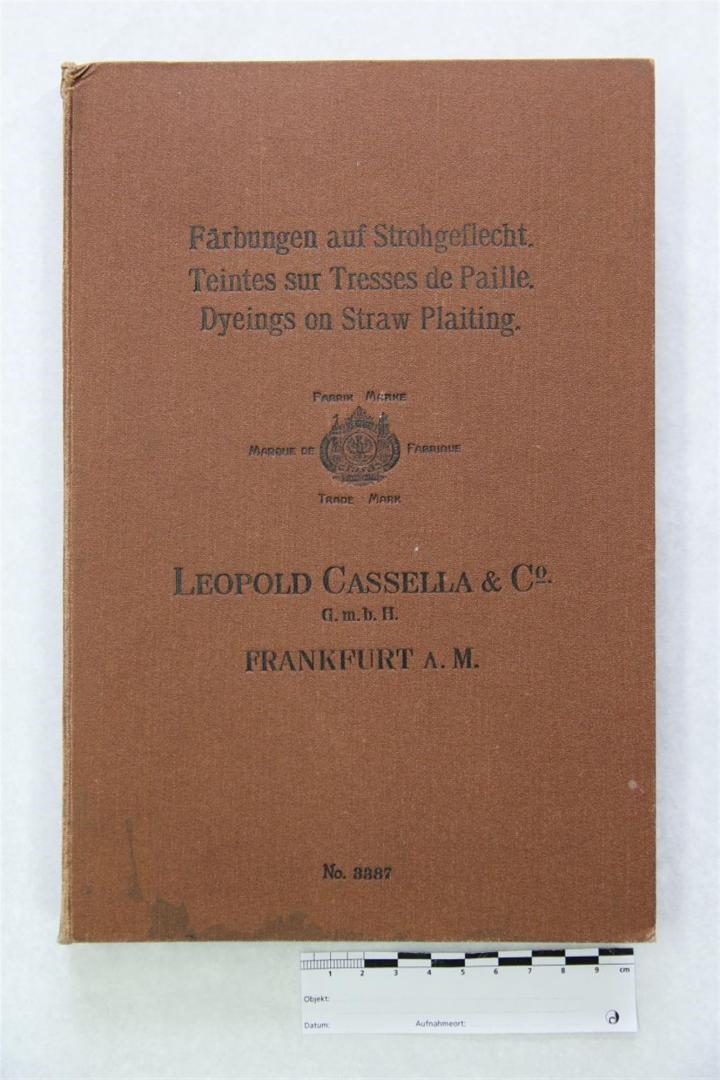 Färbungen auf Strohgeflecht.
Teintes sur Tresses de Paille.
Dyeings on Straw Plaiting.
FABRIK MARKE
MARQUE DE FABRIQUE
TRADE MARK
LEOPOLD CASSELLA & Co.
G. m. b. H.
FRANKFURT A. M.
No. 3387
1 2 3 4 5 6 7 8 9 cm
Objekt:
Datum: Aufnahmeort: